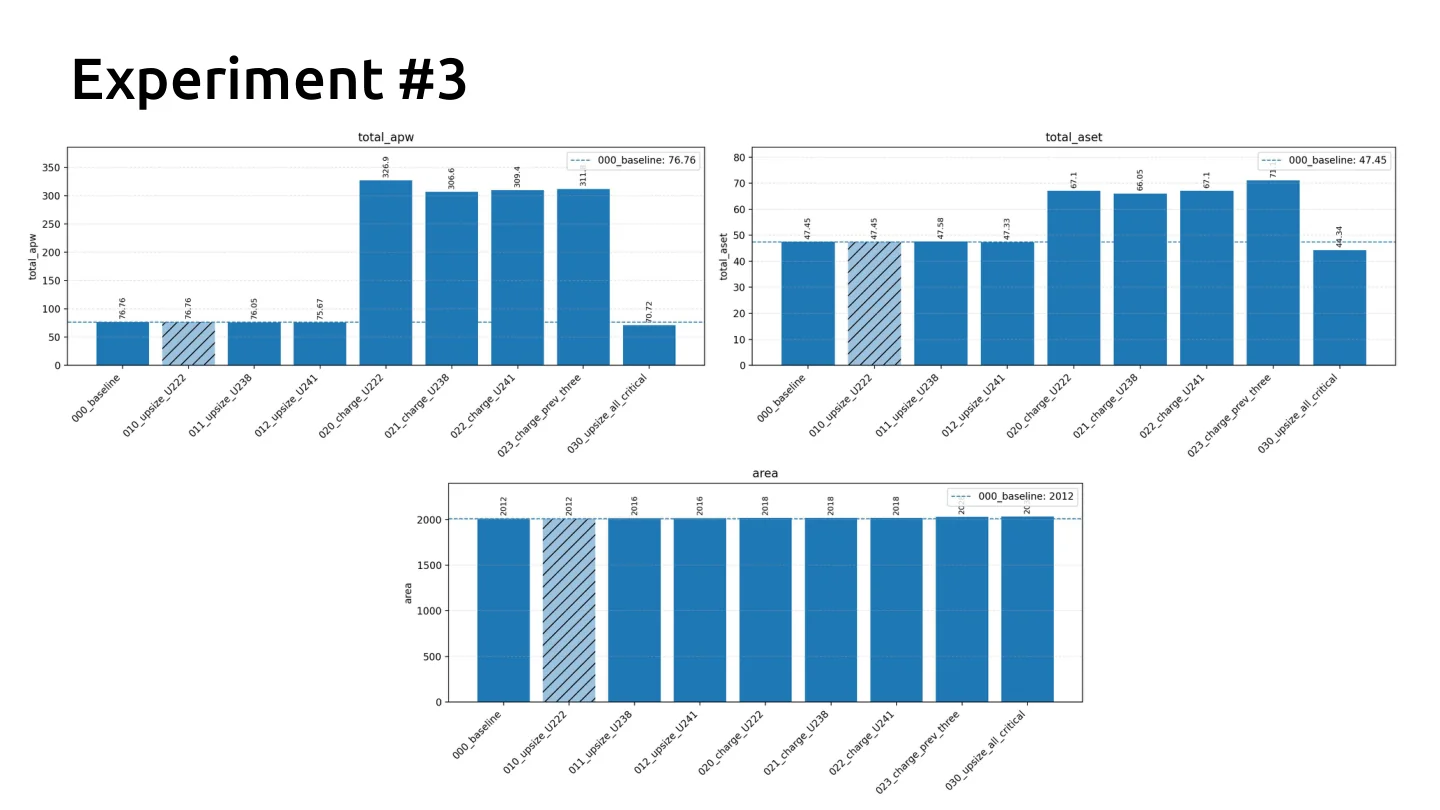 Experiment #3
total_apw
000_baseline: 76.76
total_apw
350
300
250
200
150
100
50
0
76.76
76.76
76.05
75.67
326.9
306.6
309.4
70.72
000_baseline
010_upsize_U222
011_upsize_U238
012_upsize_U241
020_charge_U222
021_charge_U238
022_charge_U241
023_charge_prev_three
030_upsize_all_critical
total_aset
000_baseline: 47.45
total_aset
80
70
60
50
40
30
20
10
0
47.45
47.45
47.58
47.33
67.1
66.05
67.1
44.34
000_baseline
010_upsize_U222
011_upsize_U238
012_upsize_U241
020_charge_U222
021_charge_U238
022_charge_U241
023_charge_prev_three
030_upsize_all_critical
area
000_baseline: 2012
area
2000
1500
1000
500
0
2012
2012
2016
2016
2018
2018
2018
000_baseline
010_upsize_U222
011_upsize_U238
012_upsize_U241
020_charge_U222
021_charge_U238
022_charge_U241
023_charge_prev_three
030_upsize_all_critical